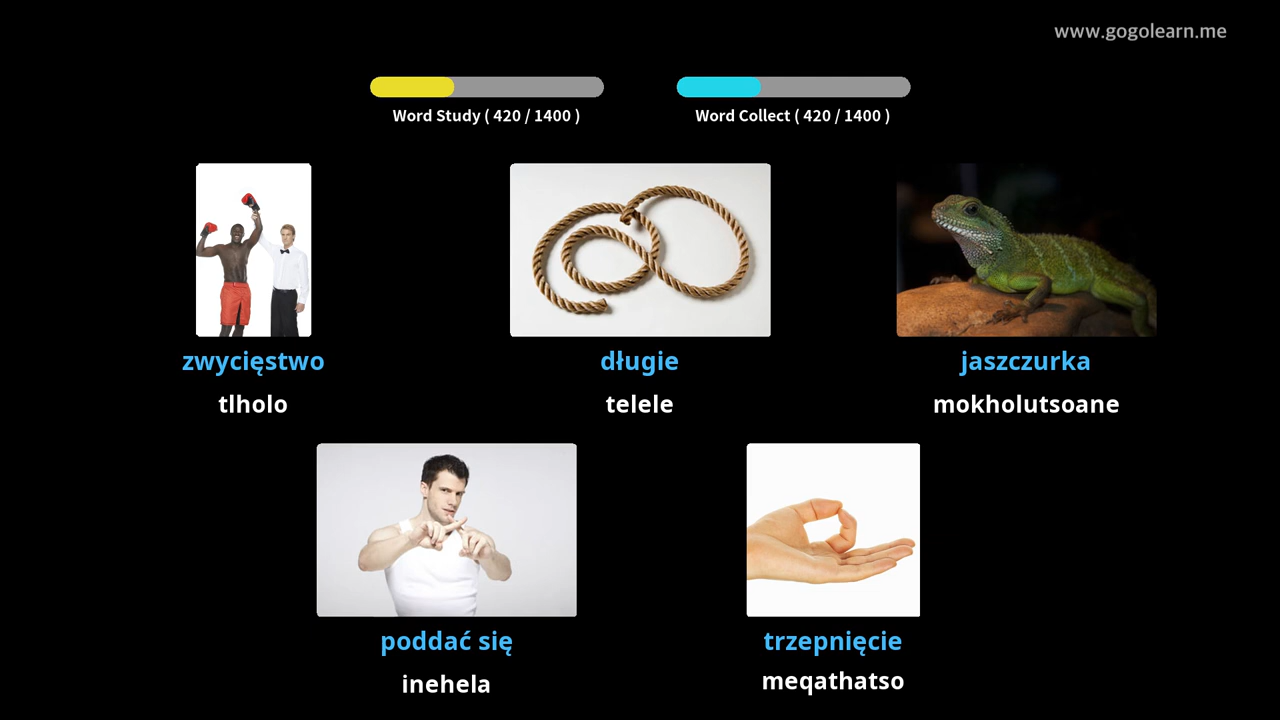 www.gogolearn.me
Word Study ( 420 / 1400 )
Word Collect ( 420 / 1400 )
zwycięstwo
tlholo
długie
telele
jaszczurka
mokholutsoane
poddać się
inehela
trzepnięcie
meqathatso